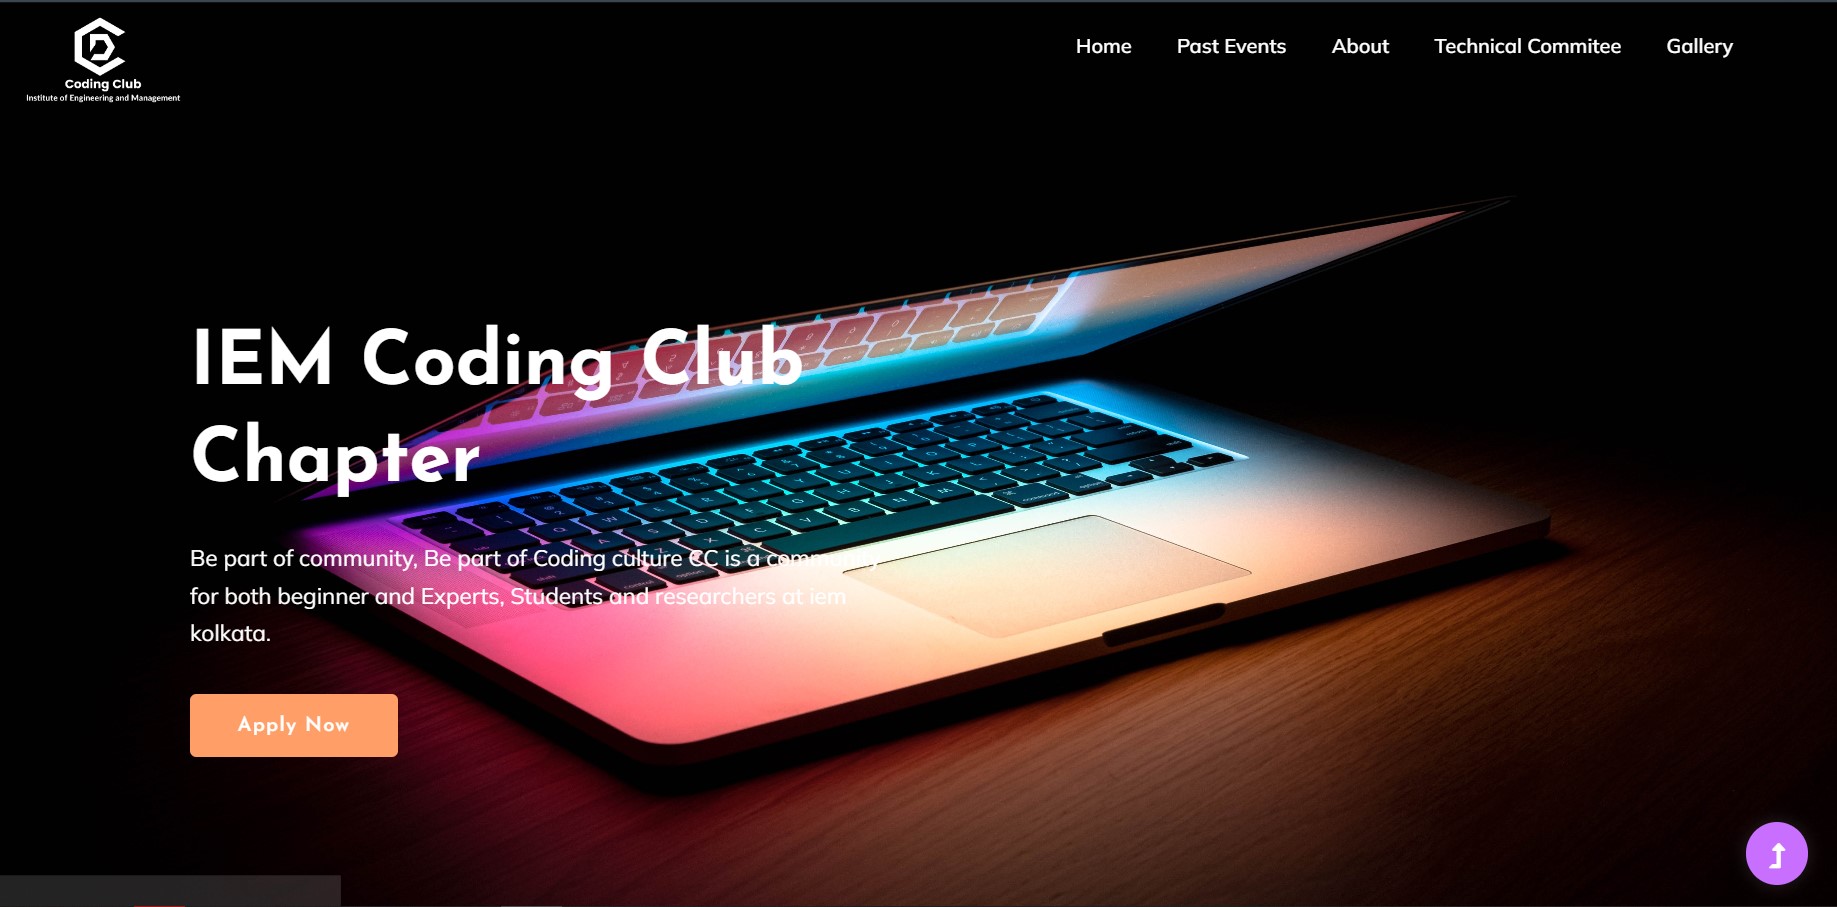 Coding Club
Institute of Engineering and Management
Home Past Events About Technical Commitee Gallery
IEM Coding Club
Chapter
Be part of community, Be part of Coding culture CC is a community
for both beginner and Experts, Students and researchers at iem
kolkata.
Apply Now